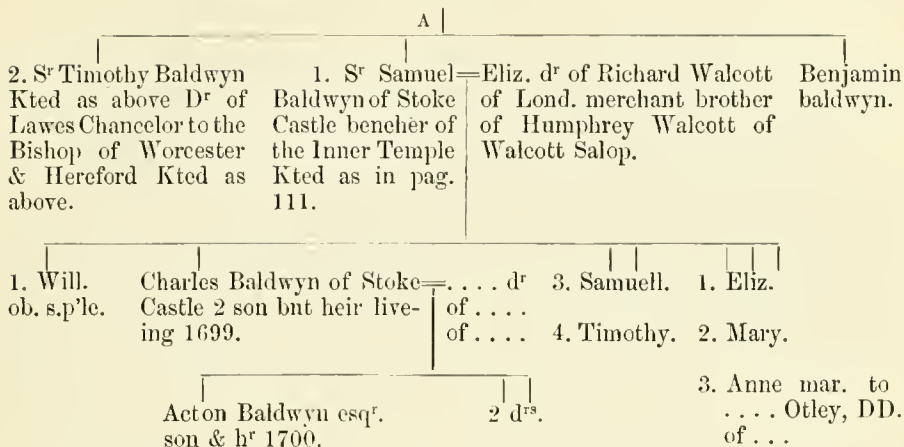 A
2. Sʳ Timothy Baldwyn
Kted as above Dʳ of
Lawes Chancelor to the
Bishop of Worcester
& Hereford Kted as
above.
1. Sʳ Samuel=
Baldwyn of Stoke
Castle bencher of
the Inner Temple
Kted as in pag.
111.
Eliz. dʳ of Richard Walcott
of Lond. merchant brother
of Humphrey Walcott of
Walcott Salop.
Benjamin
baldwyn.
1. Will.
ob. s.p'le.
Charles Baldwyn of Stoke=
Castle 2 son bnt heir live-
ing 1699.
. . . . dʳ
of . . . .
of . . . .
3. Samuell.
4. Timothy.
1. Eliz.
2. Mary.
3. Anne mar. to
. . . . Otley, DD.
of . . .
Acton Baldwyn esqʳ.
son & hʳ 1700.
2 dʳˢ.